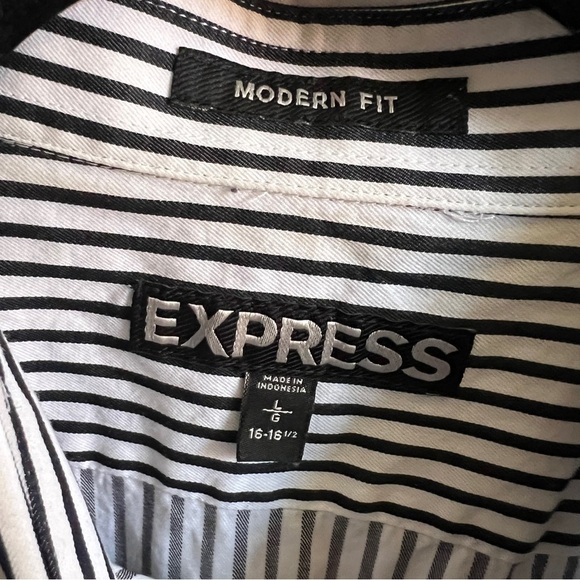 MODERN FIT
EXPRESS
MADE IN
INDONESIA
L
G
16-16 1/2